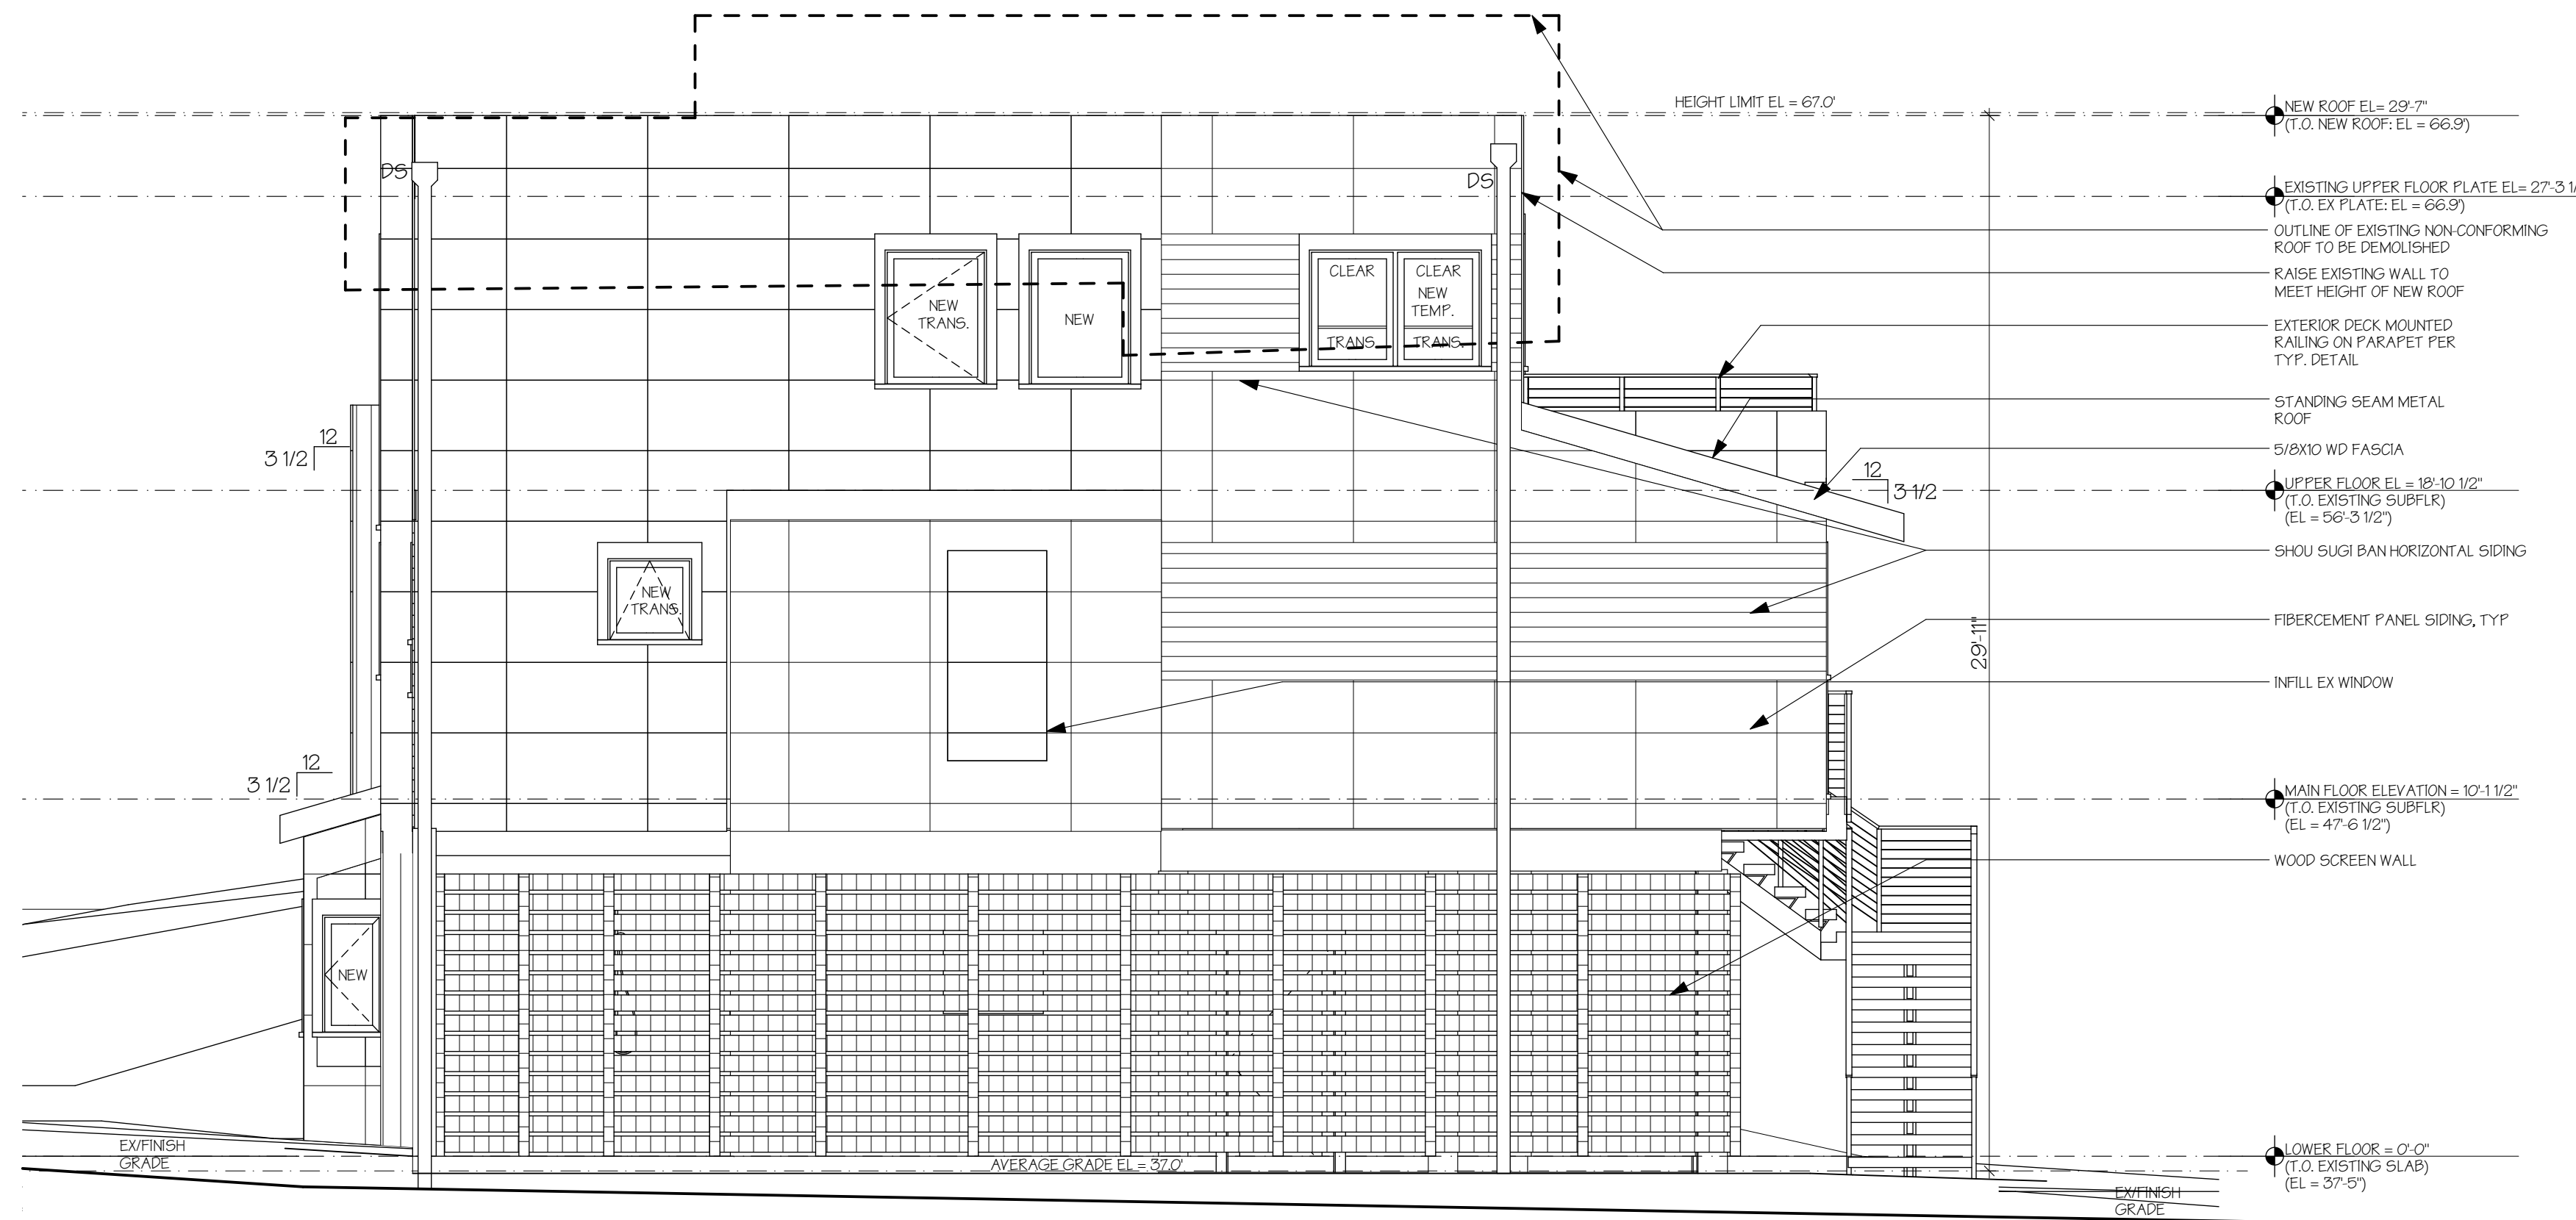 HEIGHT LIMIT EL = 67.0'
NEW ROOF EL= 29'-7"
(T.O. NEW ROOF: EL = 66.9')
DS
DS
EXISTING UPPER FLOOR PLATE EL= 27'-3 1/
(T.O. EX PLATE: EL = 66.9')
OUTLINE OF EXISTING NON-CONFORMING
ROOF TO BE DEMOLISHED
RAISE EXISTING WALL TO
MEET HEIGHT OF NEW ROOF
NEW
TRANS.
NEW
CLEAR
TRANS.
CLEAR
NEW
TEMP.
TRANS.
EXTERIOR DECK MOUNTED
RAILING ON PARAPET PER
TYP. DETAIL
STANDING SEAM METAL
ROOF
5/8X10 WD FASCIA
12
3 1/2
12
3 1/2
UPPER FLOOR EL = 18'-10 1/2"
(T.O. EXISTING SUBFLR)
(EL = 56'-3 1/2")
SHOU SUGI BAN HORIZONTAL SIDING
NEW
TRANS.
FIBERCEMENT PANEL SIDING, TYP
29'-11"
INFILL EX WINDOW
12
3 1/2
MAIN FLOOR ELEVATION = 10'-1 1/2"
(T.O. EXISTING SUBFLR)
(EL = 47'-6 1/2")
WOOD SCREEN WALL
NEW
EX/FINISH
GRADE
AVERAGE GRADE EL = 37.0'
LOWER FLOOR = 0'-0"
(T.O. EXISTING SLAB)
(EL = 37'-5")
EX/FINISH
GRADE